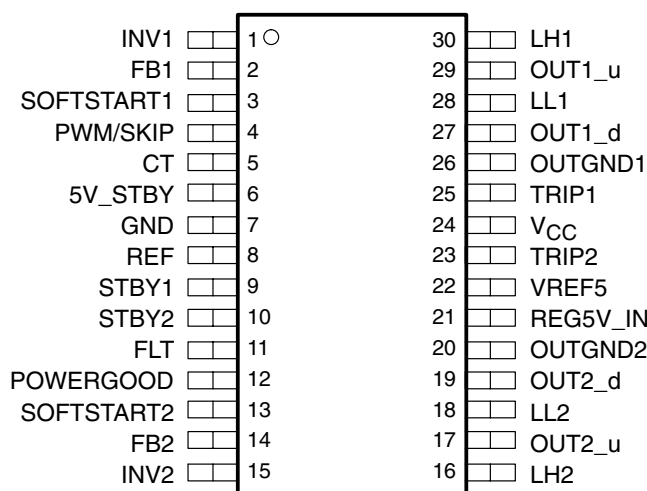 INV1 1 30 LH1
FB1 2 29 OUT1_u
SOFTSTART1 3 28 LL1
PWM/SKIP 4 27 OUT1_d
CT 5 26 OUTGND1
5V_STBY 6 25 TRIP1
GND 7 24 VCC
REF 8 23 TRIP2
STBY1 9 22 VREF5
STBY2 10 21 REG5V_IN
FLT 11 20 OUTGND2
POWERGOOD 12 19 OUT2_d
SOFTSTART2 13 18 LL2
FB2 14 17 OUT2_u
INV2 15 16 LH2